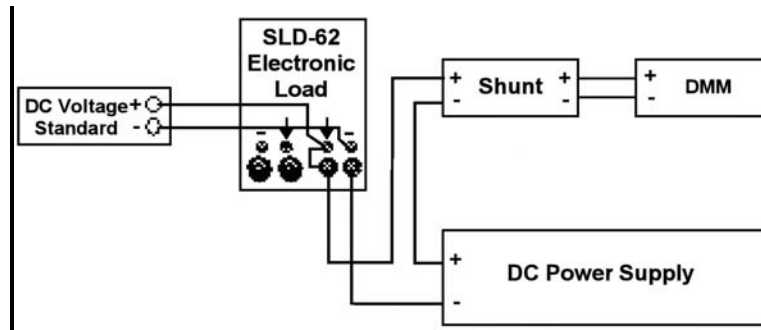 SLD-62
Electronic
Load
DC Voltage +
Standard -
- -
+ Shunt +
- -
+ DMM
-
+
DC Power Supply
-